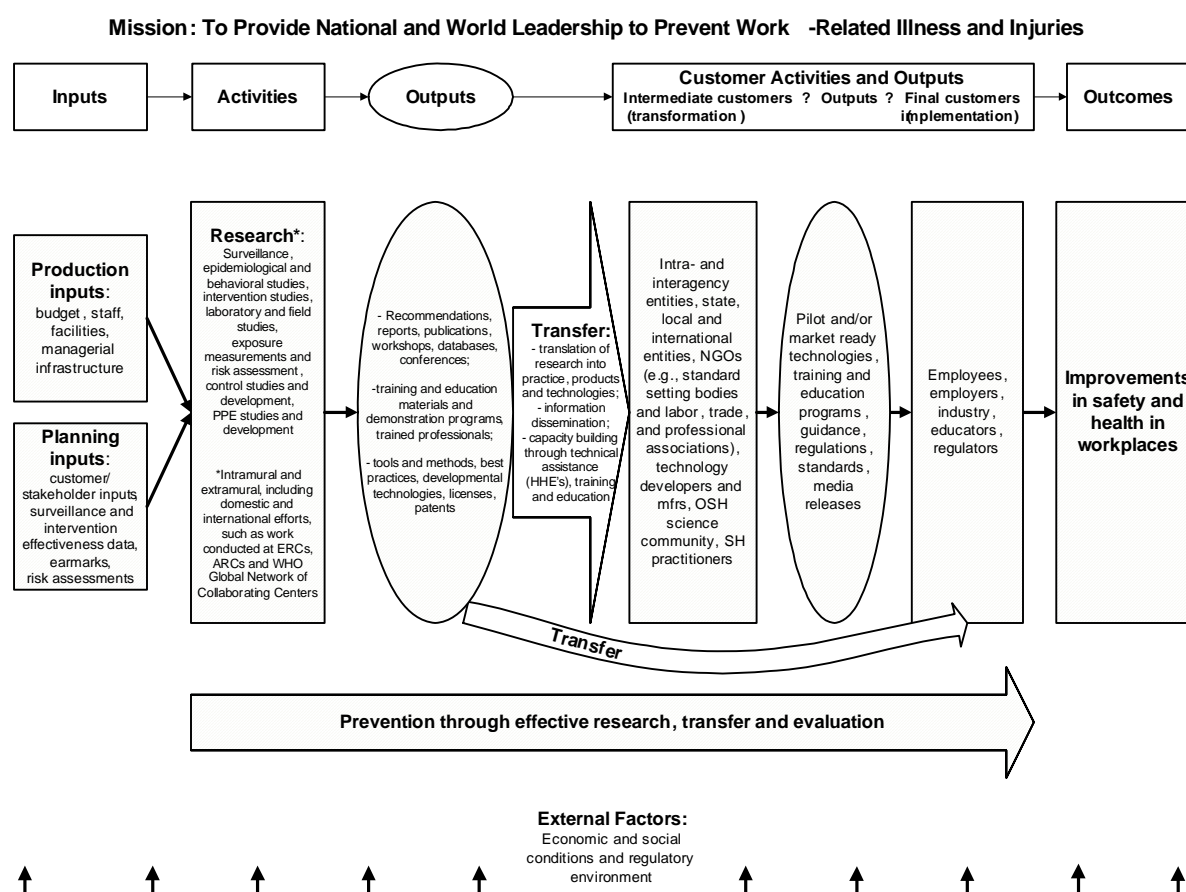 Mission: To Provide National and World Leadership to Prevent Work -Related Illness and Injuries
Inputs
Activities
Outputs
Customer Activities and Outputs
Intermediate customers ? Outputs ? Final customers
(transformation ) (implementation)
Outcomes
Production
inputs:
budget , staff,
facilities,
managerial
infrastructure
Planning
inputs:
customer/
stakeholder inputs,
surveillance and
intervention
effectiveness data,
earmarks,
risk assessments
Research*:
Surveillance,
epidemiological and
behavioral studies,
intervention studies,
laboratory and field
studies,
exposure
measurements and
risk assessment ,
control studies and
development,
PPE studies and
development
*Intramural and
extramural, including
domestic and
international efforts,
such as work
conducted at ERCs,
ARCs and WHO
Global Network of
Collaborating Centers
- Recommendations,
reports, publications,
workshops, databases,
conferences;
-training and education
materials and
demonstration programs,
trained professionals;
- tools and methods, best
practices, developmental
technologies, licenses,
patents
Transfer:
- translation of
research into
practice, products
and technologies;
- information
dissemination;
- capacity building
through technical
assistance
(HHE's), training
and education
Intra- and
interagency
entities, state,
local and
international
entities, NGOs
(e.g., standard
setting bodies
and labor , trade,
and professional
associations),
technology
developers and
mfrs, OSH
science
community, SH
practitioners
Pilot and/or
market ready
technologies ,
training and
education
programs ,
guidance,
regulations,
standards,
media
releases
Employees,
employers,
industry ,
educators ,
regulators
Improvements
in safety and
health in
workplaces
Transfer
Prevention through effective research, transfer and evaluation
External Factors:
Economic and social
conditions and regulatory
environment